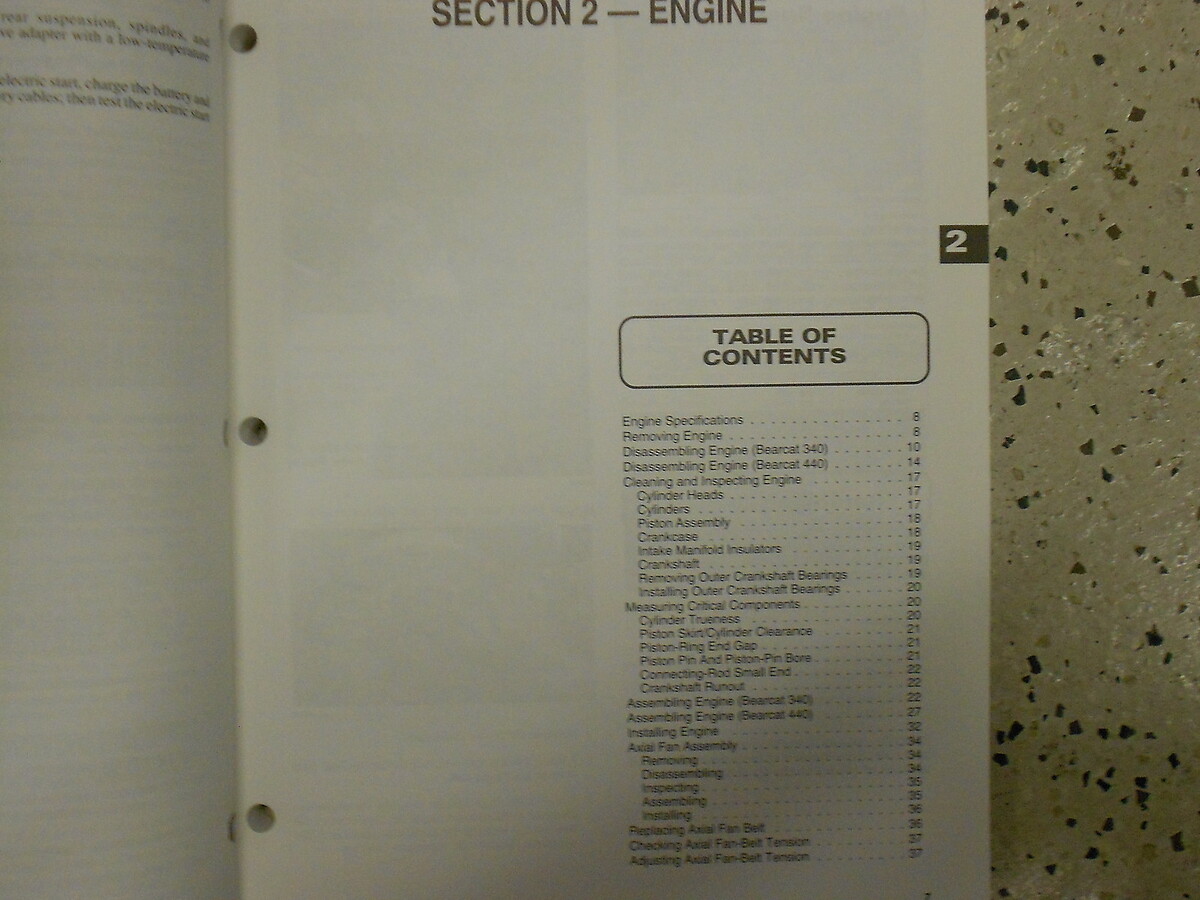 rear suspension, spindles, and
ve adapter with a low-temperature
electric start, charge the battery and
ry cables; then test the electric start
SECTION 2 — ENGINE
2
TABLE OF
CONTENTS
Engine Specifications . . . . . . . . . . . . . . . . 8
Removing Engine . . . . . . . . . . . . . . . . . . 8
Disassembling Engine (Bearcat 340) . . . . . . . . 10
Disassembling Engine (Bearcat 440) . . . . . . . . 14
Cleaning and Inspecting Engine . . . . . . . . . . 17
Cylinder Heads . . . . . . . . . . . . . . . . . 17
Cylinders . . . . . . . . . . . . . . . . . . . . 17
Piston Assembly . . . . . . . . . . . . . . . . 18
Crankcase . . . . . . . . . . . . . . . . . . . 18
Intake Manifold Insulators . . . . . . . . . . . . 19
Crankshaft . . . . . . . . . . . . . . . . . . . 19
Removing Outer Crankshaft Bearings . . . . . . 19
Installing Outer Crankshaft Bearings . . . . . . . 20
Measuring Critical Components . . . . . . . . . . 20
Cylinder Trueness . . . . . . . . . . . . . . . . 20
Piston Skirt/Cylinder Clearance . . . . . . . . . 21
Piston-Ring End Gap . . . . . . . . . . . . . . 21
Piston Pin And Piston-Pin Bore . . . . . . . . . 21
Connecting-Rod Small End . . . . . . . . . . . 22
Crankshaft Runout . . . . . . . . . . . . . . . 22
Assembling Engine (Bearcat 340) . . . . . . . . . 22
Assembling Engine (Bearcat 440) . . . . . . . . . 27
Installing Engine . . . . . . . . . . . . . . . . . . 32
Axial Fan Assembly . . . . . . . . . . . . . . . . 34
Removing . . . . . . . . . . . . . . . . . . . . 34
Disassembling . . . . . . . . . . . . . . . . . . 34
Inspecting . . . . . . . . . . . . . . . . . . . . 35
Assembling . . . . . . . . . . . . . . . . . . . 35
Installing . . . . . . . . . . . . . . . . . . . . . 36
Replacing Axial Fan Belt . . . . . . . . . . . . . . 36
Checking Axial Fan-Belt Tension . . . . . . . . . . 37
Adjusting Axial Fan-Belt Tension . . . . . . . . . . 37
7